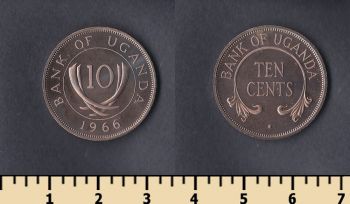 BANK OF UGANDA
10
1966
BANK OF UGANDA
TEN
CENTS
1 2 3 4 5 6 7